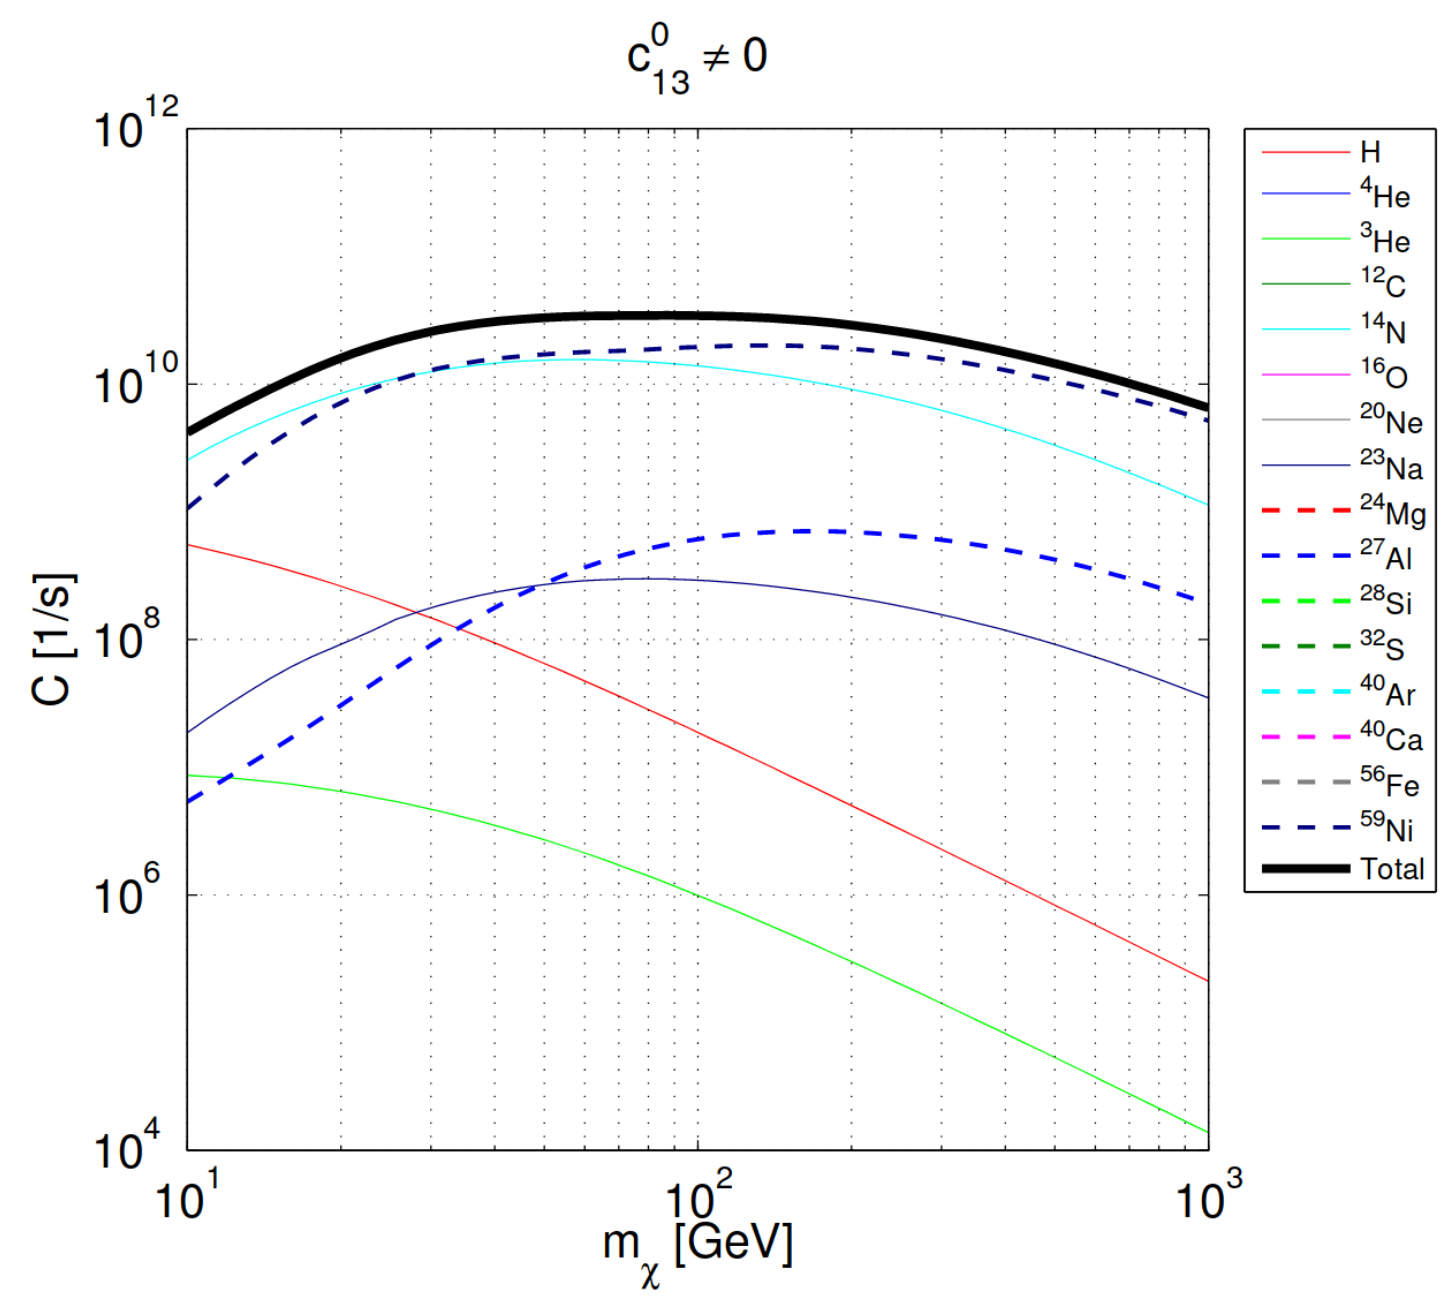 c⁰₁₃ ≠ 0
C [1/s]
10¹²
10¹⁰
10⁸
10⁶
10⁴
10¹ 10² 10³
m_χ [GeV]
H
⁴He
³He
¹²C
¹⁴N
¹⁶O
²⁰Ne
²³Na
²⁴Mg
²⁷Al
²⁸Si
³²S
⁴⁰Ar
⁴⁰Ca
⁵⁶Fe
⁵⁹Ni
Total